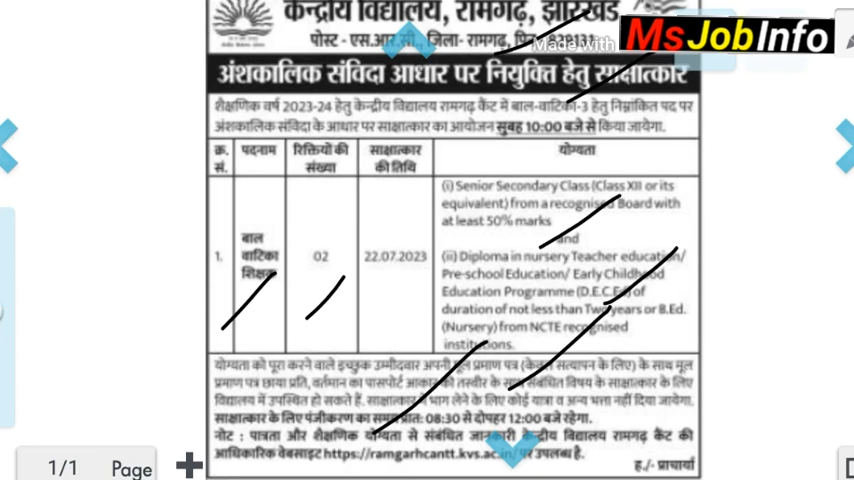 केन्द्रीय विद्यालय, रामगढ़, झारखंड
पोस्ट - एस.आर.सी., जिला- रामगढ़, पिन- 829131
Made with
MsJobInfo
अंशकालिक संविदा आधार पर नियुक्ति हेतु साक्षात्कार
शैक्षणिक वर्ष 2023-24 हेतु केन्द्रीय विद्यालय रामगढ़ कैंट में बाल-वाटिका-3 हेतु निम्नांकित पद पर
अंशकालिक संविदा के आधार पर साक्षात्कार का आयोजन सुबह 10:00 बजे से किया जायेगा.
क्र. सं.
पदनाम
रिक्तियों की संख्या
साक्षात्कार की तिथि
योग्यता
1.
बाल
वाटिका
शिक्षक
02
22.07.2023
(i) Senior Secondary Class (Class XII or its
equivalent) from a recognised Board with
at least 50% marks
and
(ii) Diploma in nursery Teacher education/
Pre-school Education/ Early Childhood
Education Programme (D.E.C.Ed) of
duration of not less than Two years or B.Ed.
(Nursery) from NCTE recognised
institutions.
योग्यता को पूरा करने वाले इच्छुक उम्मीदवार अपनी मूल प्रमाण पत्र (केवल सत्यापन के लिए) के साथ मूल
प्रमाण पत्र छाया प्रति, वर्तमान का पासपोर्ट आकार की तस्वीर के साथ संबंधित विषय के साक्षात्कार के लिए
विद्यालय में उपस्थित हो सकते हैं. साक्षात्कार में भाग लेने के लिए कोई यात्रा व अन्य भत्ता नहीं दिया जायेगा.
साक्षात्कार के लिए पंजीकरण का समय प्रात: 08:30 से दोपहर 12:00 बजे रहेगा.
नोट : पात्रता और शैक्षणिक योग्यता से संबंधित जानकारी केन्द्रीय विद्यालय रामगढ़ कैंट की
आधिकारिक वेबसाइट https://ramgarhcantt.kvs.ac.in/ पर उपलब्ध है.
ह./- प्राचार्या
1/1 Page